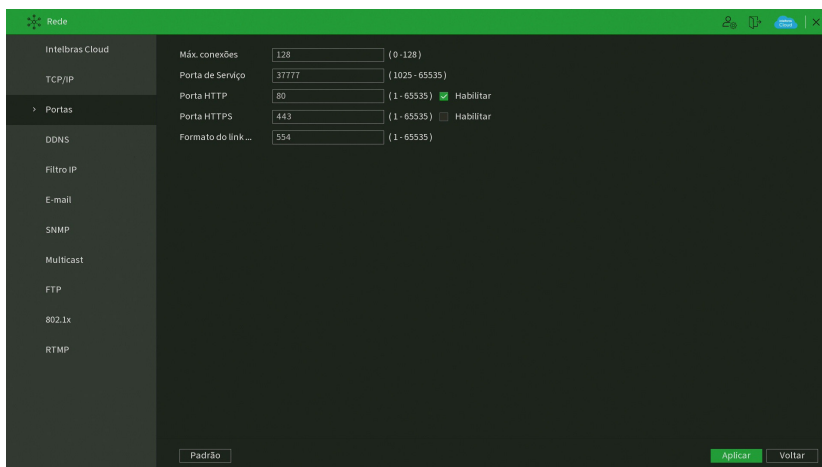 Rede
Intelbras Cloud
TCP/IP
Portas
DDNS
Filtro IP
E-mail
SNMP
Multicast
FTP
802.1x
RTMP
Máx. conexões 128 (0-128)
Porta de Serviço 37777 (1025-65535)
Porta HTTP 80 (1-65535) Habilitar
Porta HTTPS 443 (1-65535) Habilitar
Formato do link ... 554 (1-65535)
Padrão Aplicar Voltar